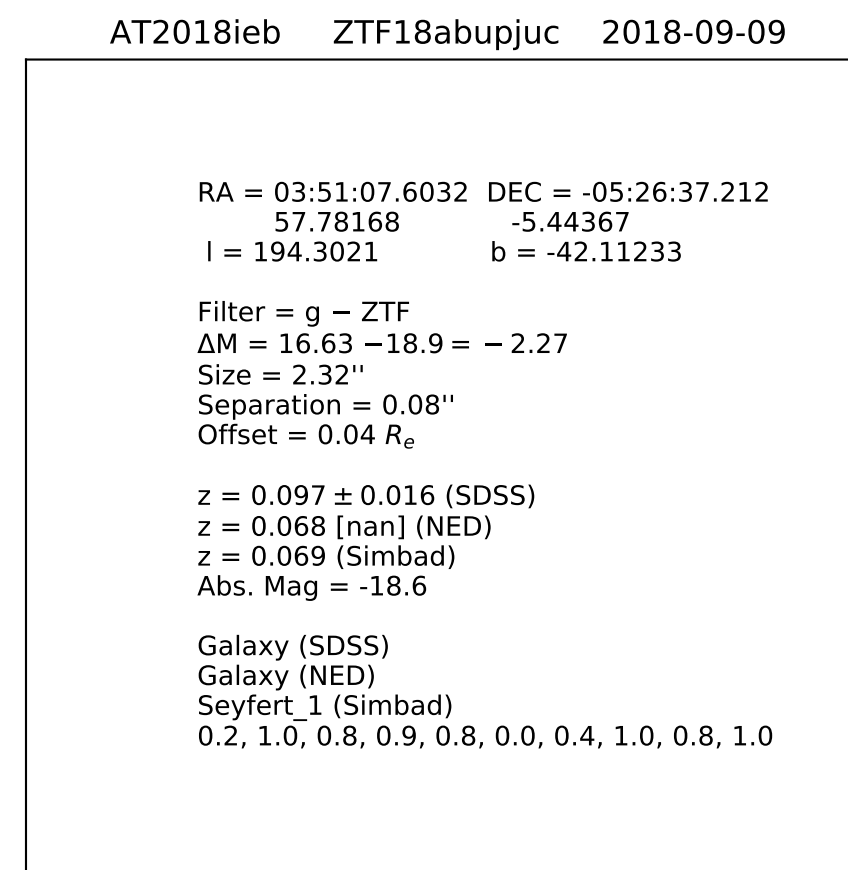 AT2018ieb ZTF18abupjuc 2018-09-09
RA = 03:51:07.6032 DEC = -05:26:37.212
57.78168 -5.44367
l = 194.3021 b = -42.11233
Filter = g − ZTF
ΔM = 16.63 −18.9 = − 2.27
Size = 2.32''
Separation = 0.08''
Offset = 0.04 Rₑ
z = 0.097 ± 0.016 (SDSS)
z = 0.068 [nan] (NED)
z = 0.069 (Simbad)
Abs. Mag = -18.6
Galaxy (SDSS)
Galaxy (NED)
Seyfert_1 (Simbad)
0.2, 1.0, 0.8, 0.9, 0.8, 0.0, 0.4, 1.0, 0.8, 1.0